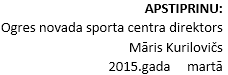 APSTIPRINU:
Ogres novada sporta centra direktors
Māris Kurilovičs
2015.gada martā